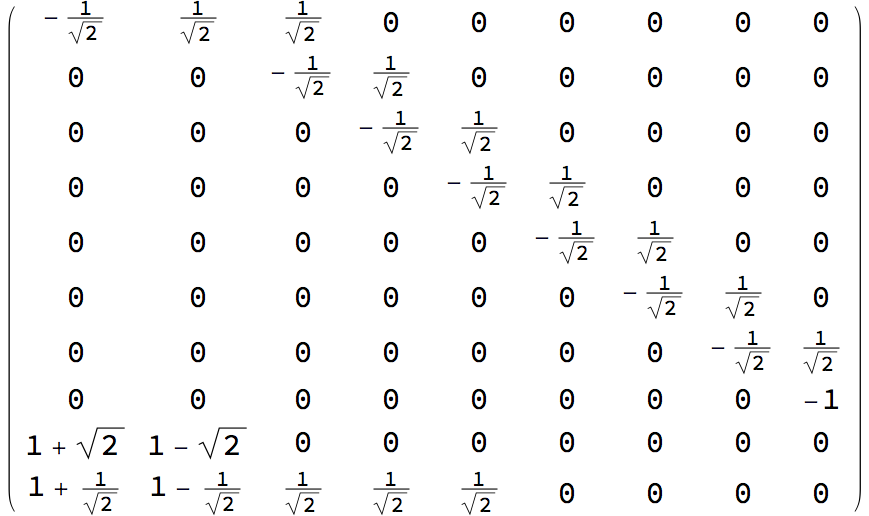 -1/√2 1/√2 1/√2 0 0 0 0 0 0
0 0 -1/√2 1/√2 0 0 0 0 0
0 0 0 -1/√2 1/√2 0 0 0 0
0 0 0 0 -1/√2 1/√2 0 0 0
0 0 0 0 0 -1/√2 1/√2 0 0
0 0 0 0 0 0 -1/√2 1/√2 0
0 0 0 0 0 0 0 -1/√2 1/√2
0 0 0 0 0 0 0 0 -1
1 + √2 1 - √2 0 0 0 0 0 0 0
1 + 1/√2 1 - 1/√2 1/√2 1/√2 1/√2 0 0 0 0